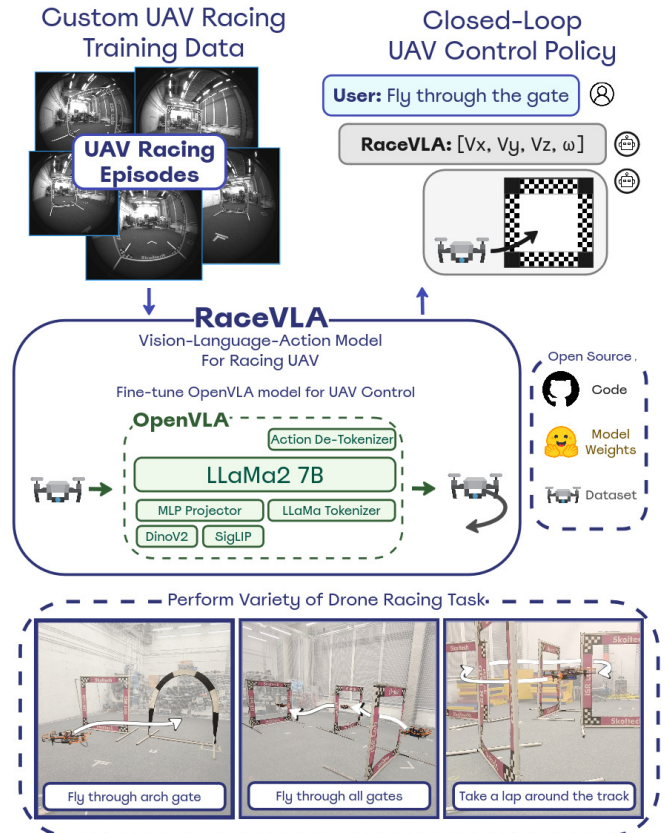 Custom UAV Racing
Training Data
UAV Racing
Episodes
Closed-Loop
UAV Control Policy
User: Fly through the gate
RaceVLA: [Vx, Vy, Vz, ω]
RaceVLA
Vision-Language-Action Model
For Racing UAV
Fine-tune OpenVLA model for UAV Control
OpenVLA
Action De-Tokenizer
LLaMa2 7B
MLP Projector
LLaMa Tokenizer
DinoV2
SigLIP
Open Source
Code
Model
Weights
Dataset
Perform Variety of Drone Racing Task
Skoltech
Skoltech
Skoltech
Fly through arch gate
Fly through all gates
Take a lap around the track